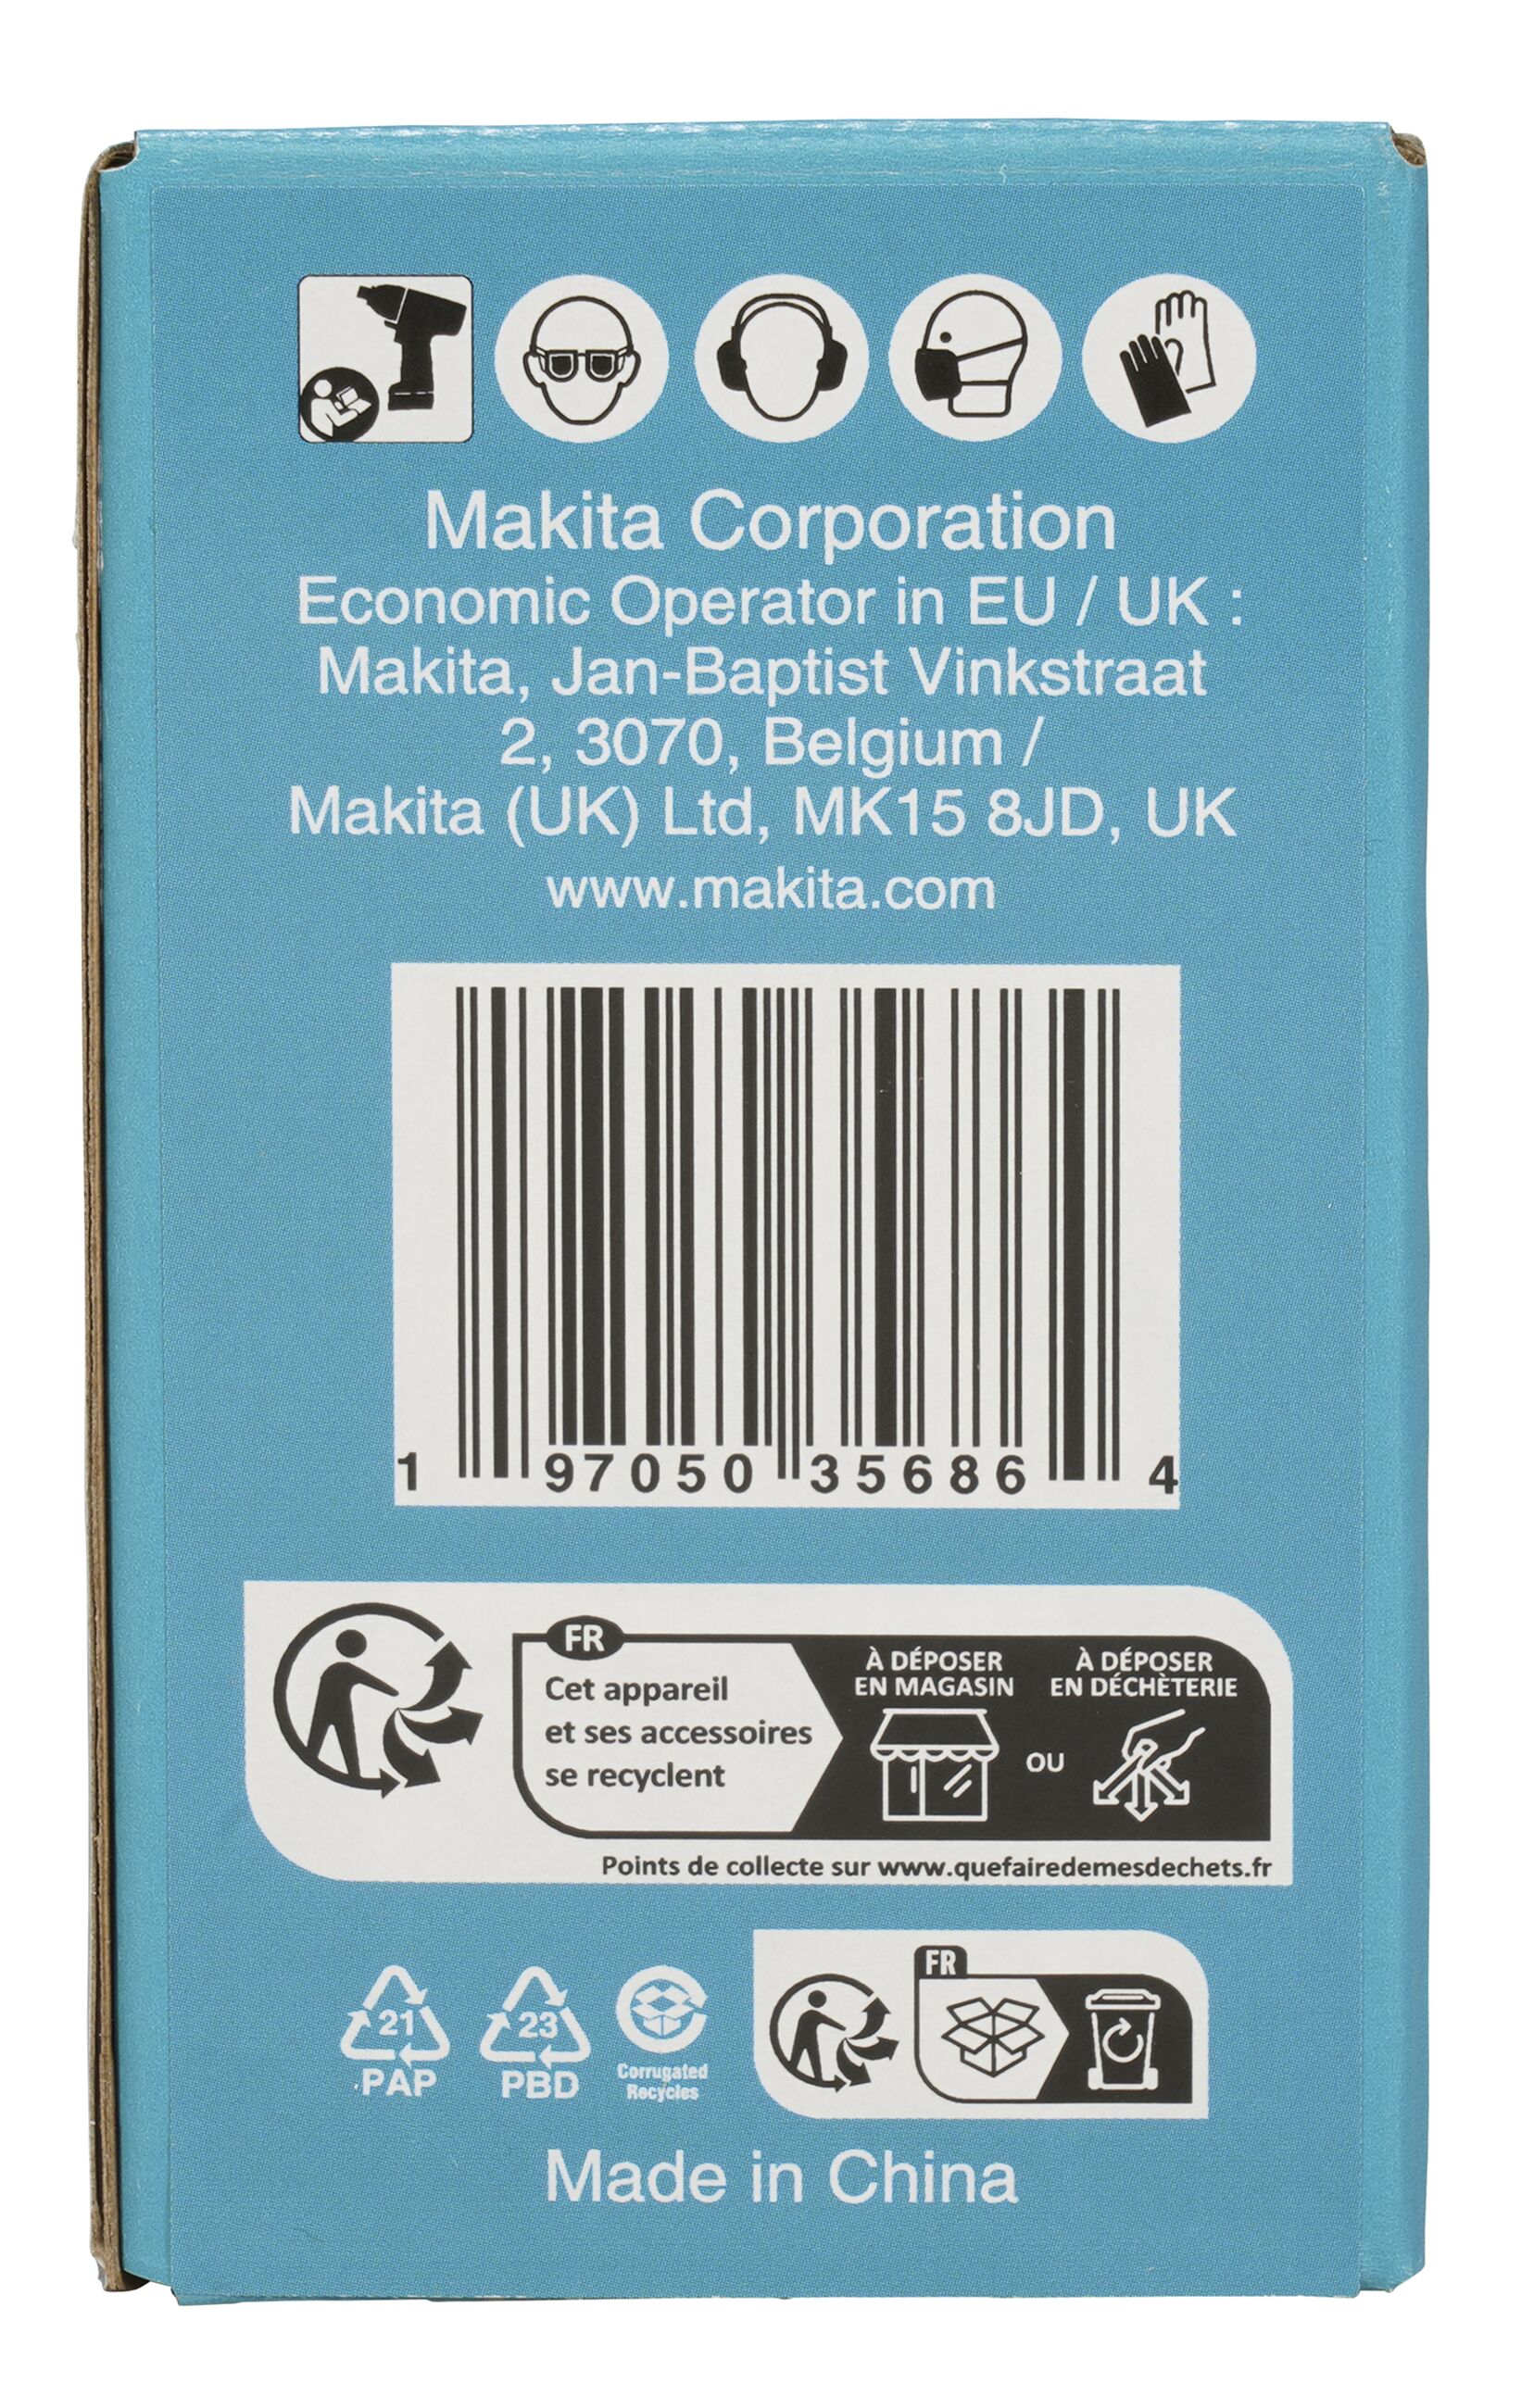 Makita Corporation
Economic Operator in EU / UK :
Makita, Jan-Baptist Vinkstraat
2, 3070, Belgium /
Makita (UK) Ltd, MK15 8JD, UK
www.makita.com
1 97050 35686 4
FR
Cet appareil
et ses accessoires
se recyclent
À DÉPOSER
EN MAGASIN
OU
À DÉPOSER
EN DÉCHÈTERIE
Points de collecte sur www.quefairedemesdechets.fr
21
PAP
23
PBD
Corrugated
Recycles
FR
Made in China